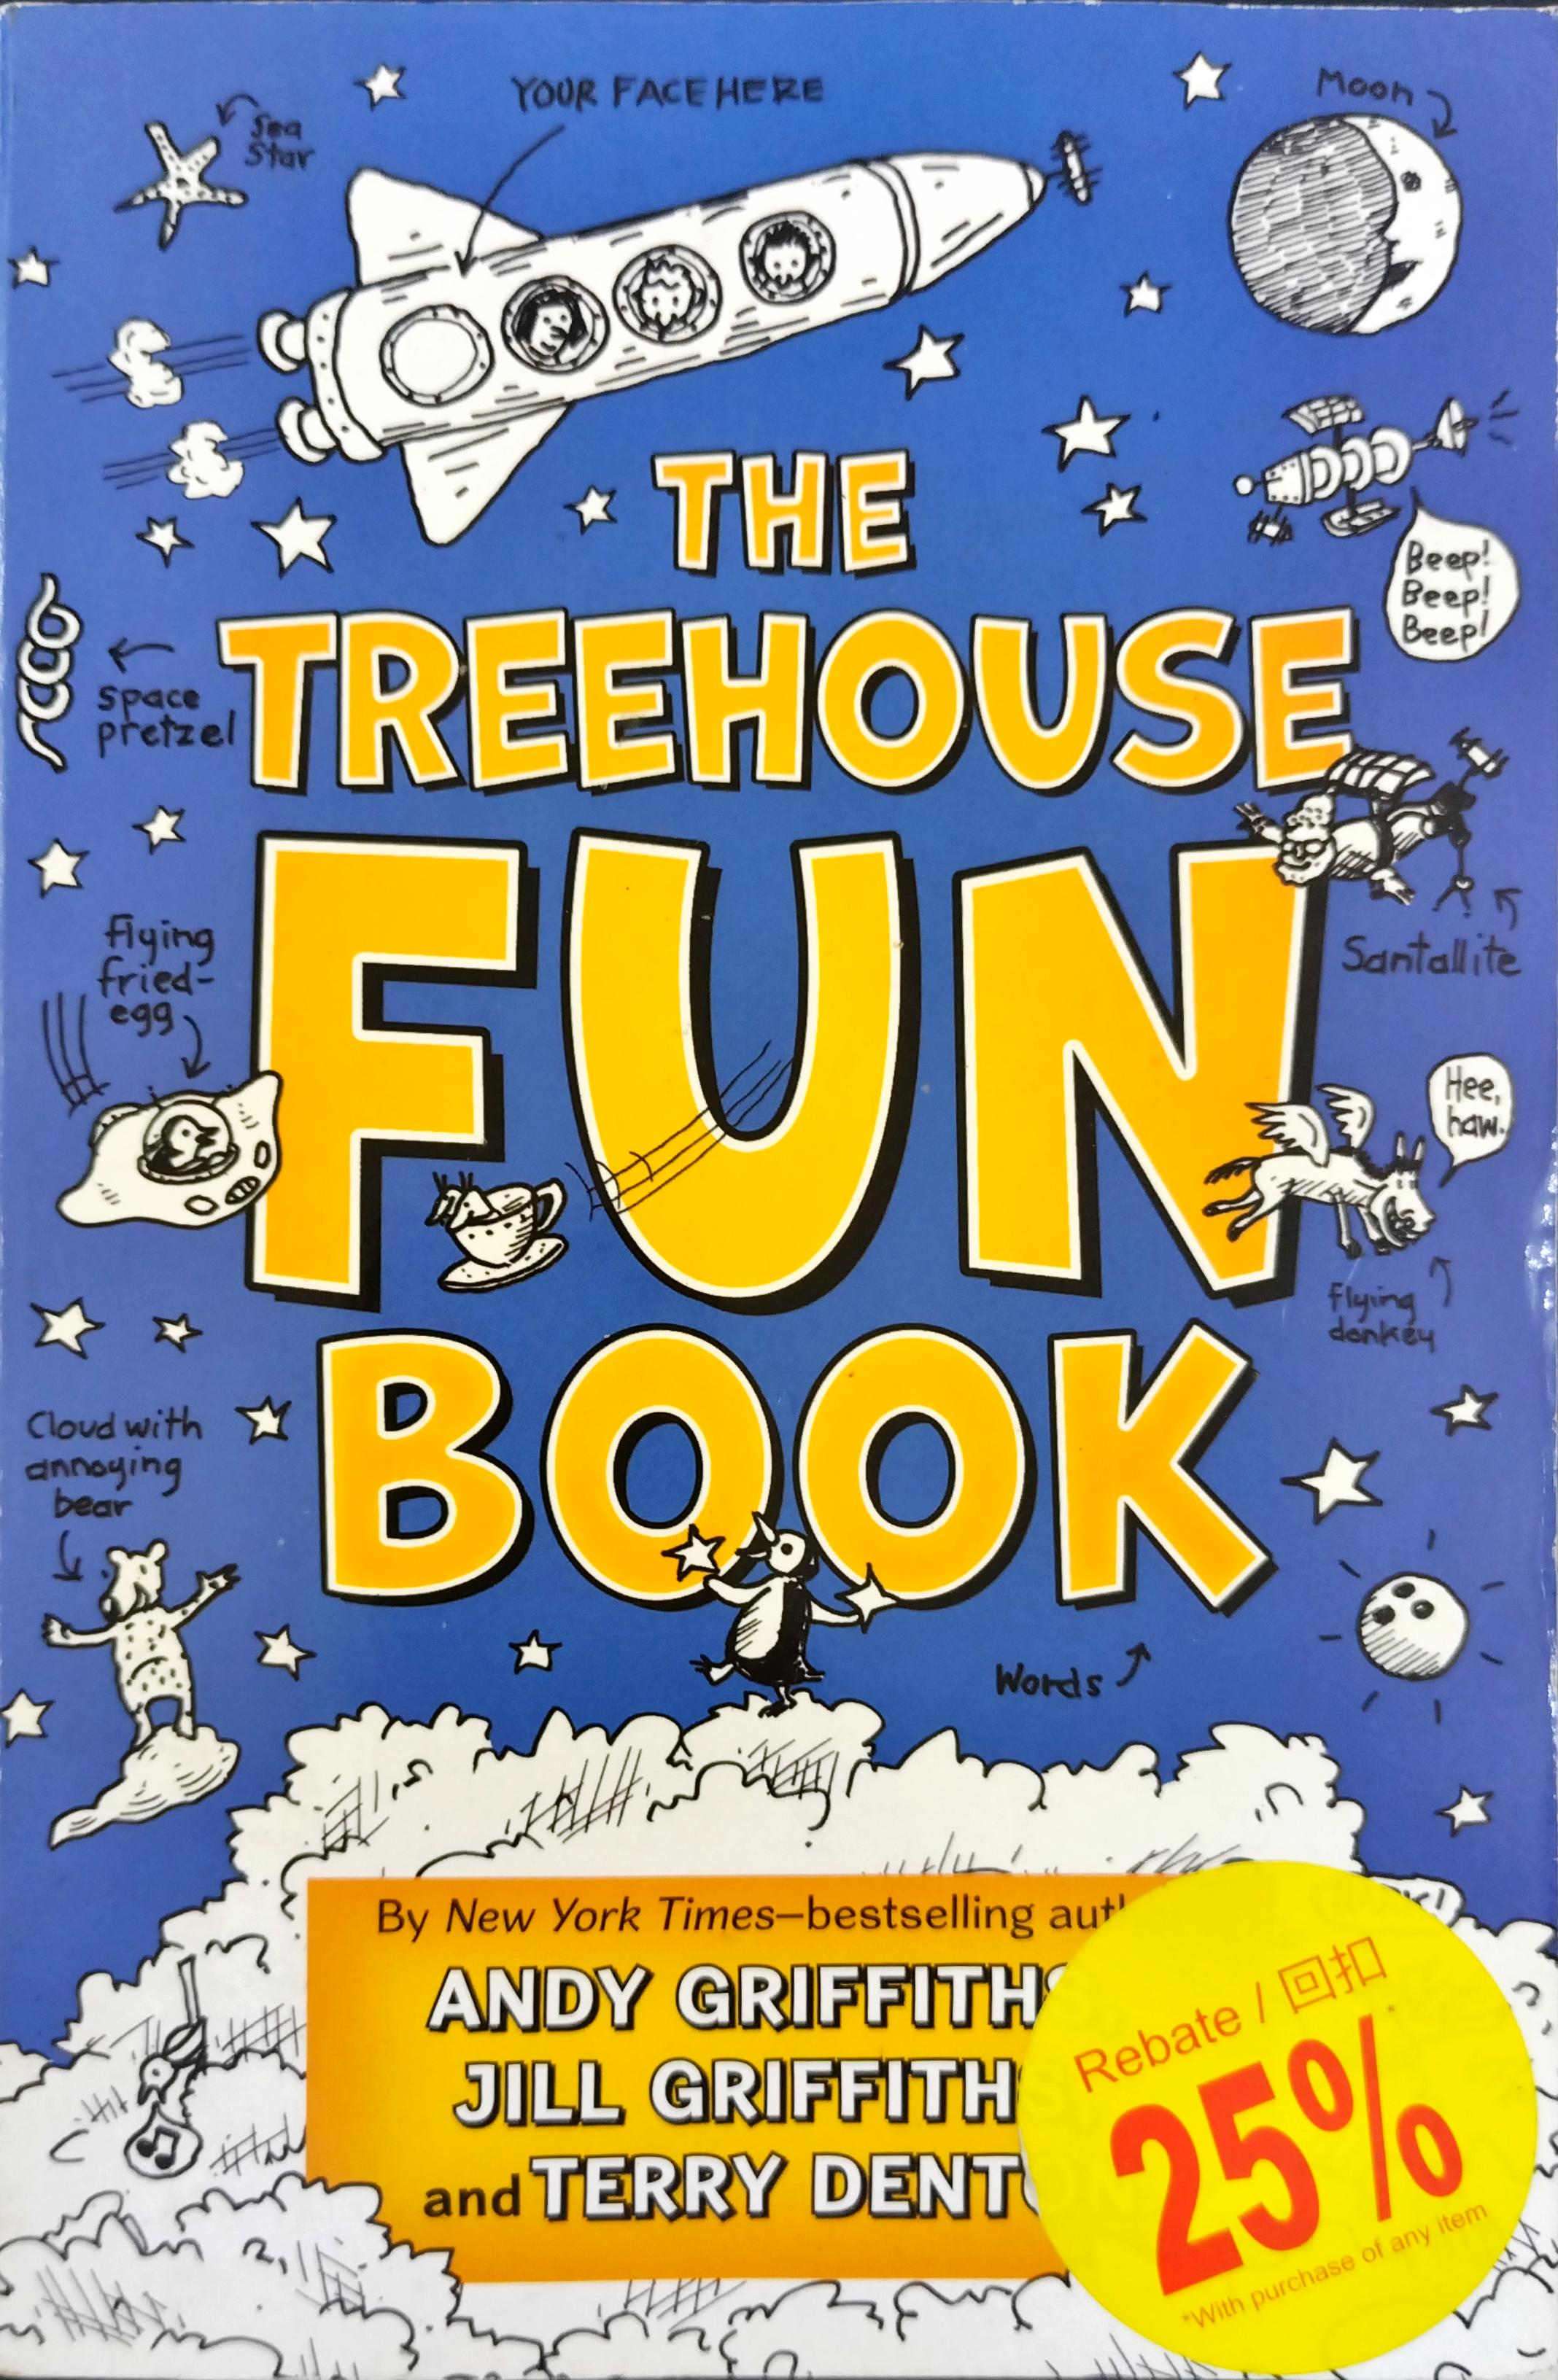 YOUR FACE HERE
Moon
Sea
Star
Beep!
Beep!
Beep!
THE
TREEHOUSE
FUN
BOOK
space
pretzel
Santallite
flying
fried-
egg
Hee,
haw.
flying
donkey
Cloud with
annoying
bear
Words
By New York Times–bestselling
ANDY GRIFFITHS
JILL GRIFFITH
and TERRY DENT
Rebate / 回扣
25%*
*With purchase of any item